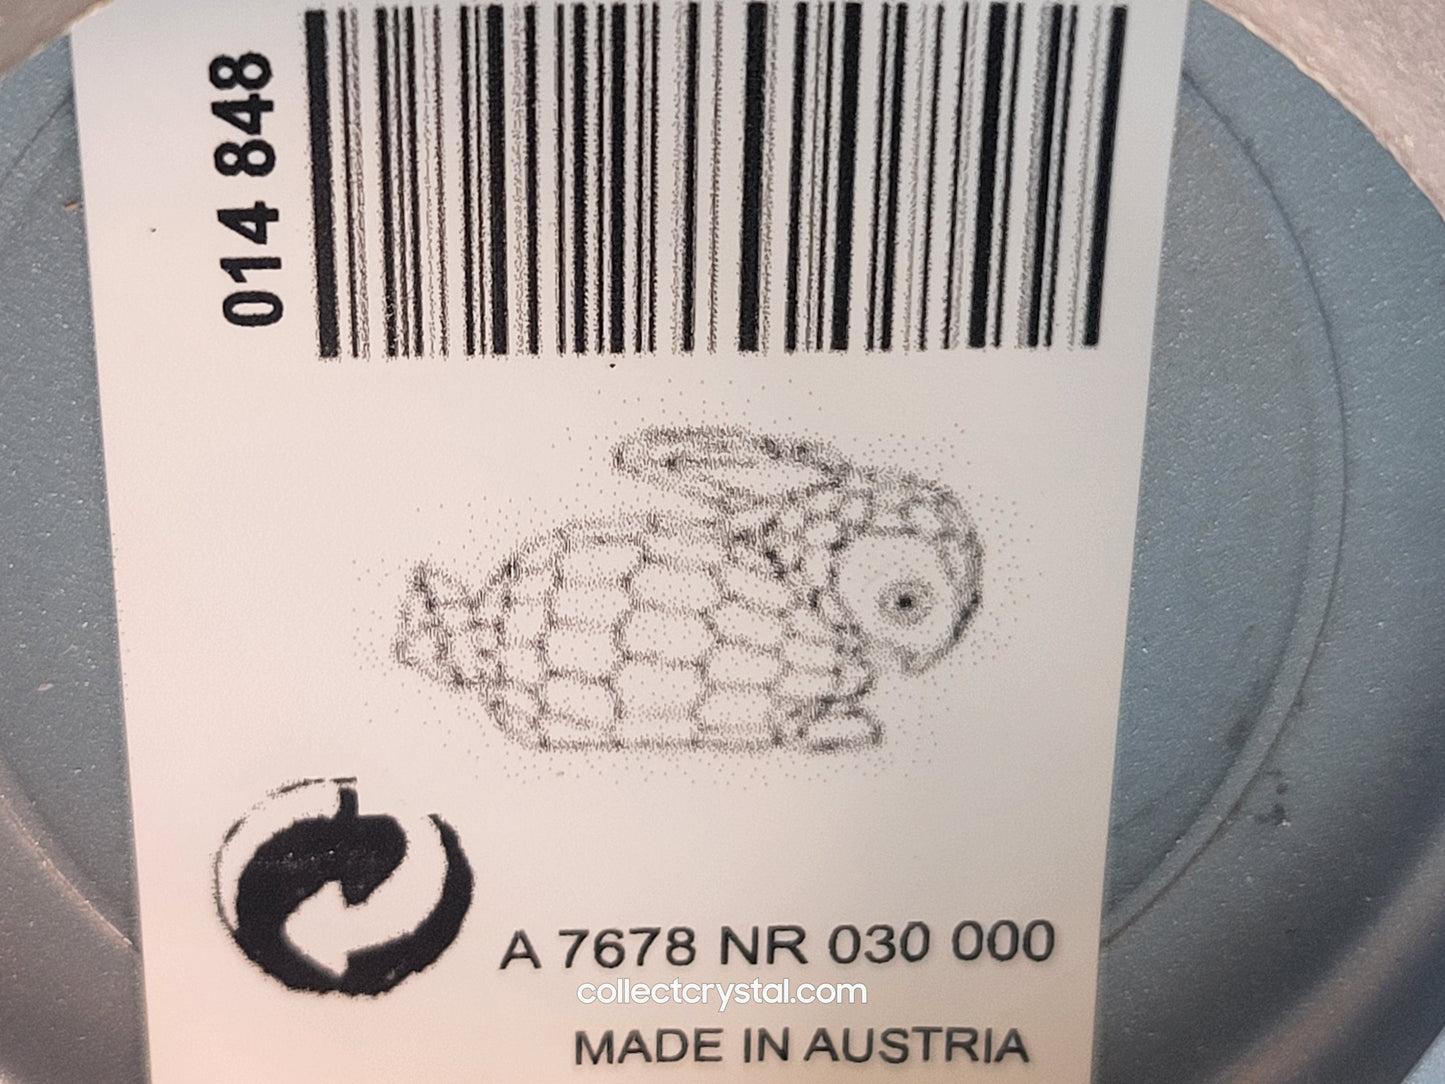 014 848
A 7678 NR 030 000
collectcrystal.com
MADE IN AUSTRIA